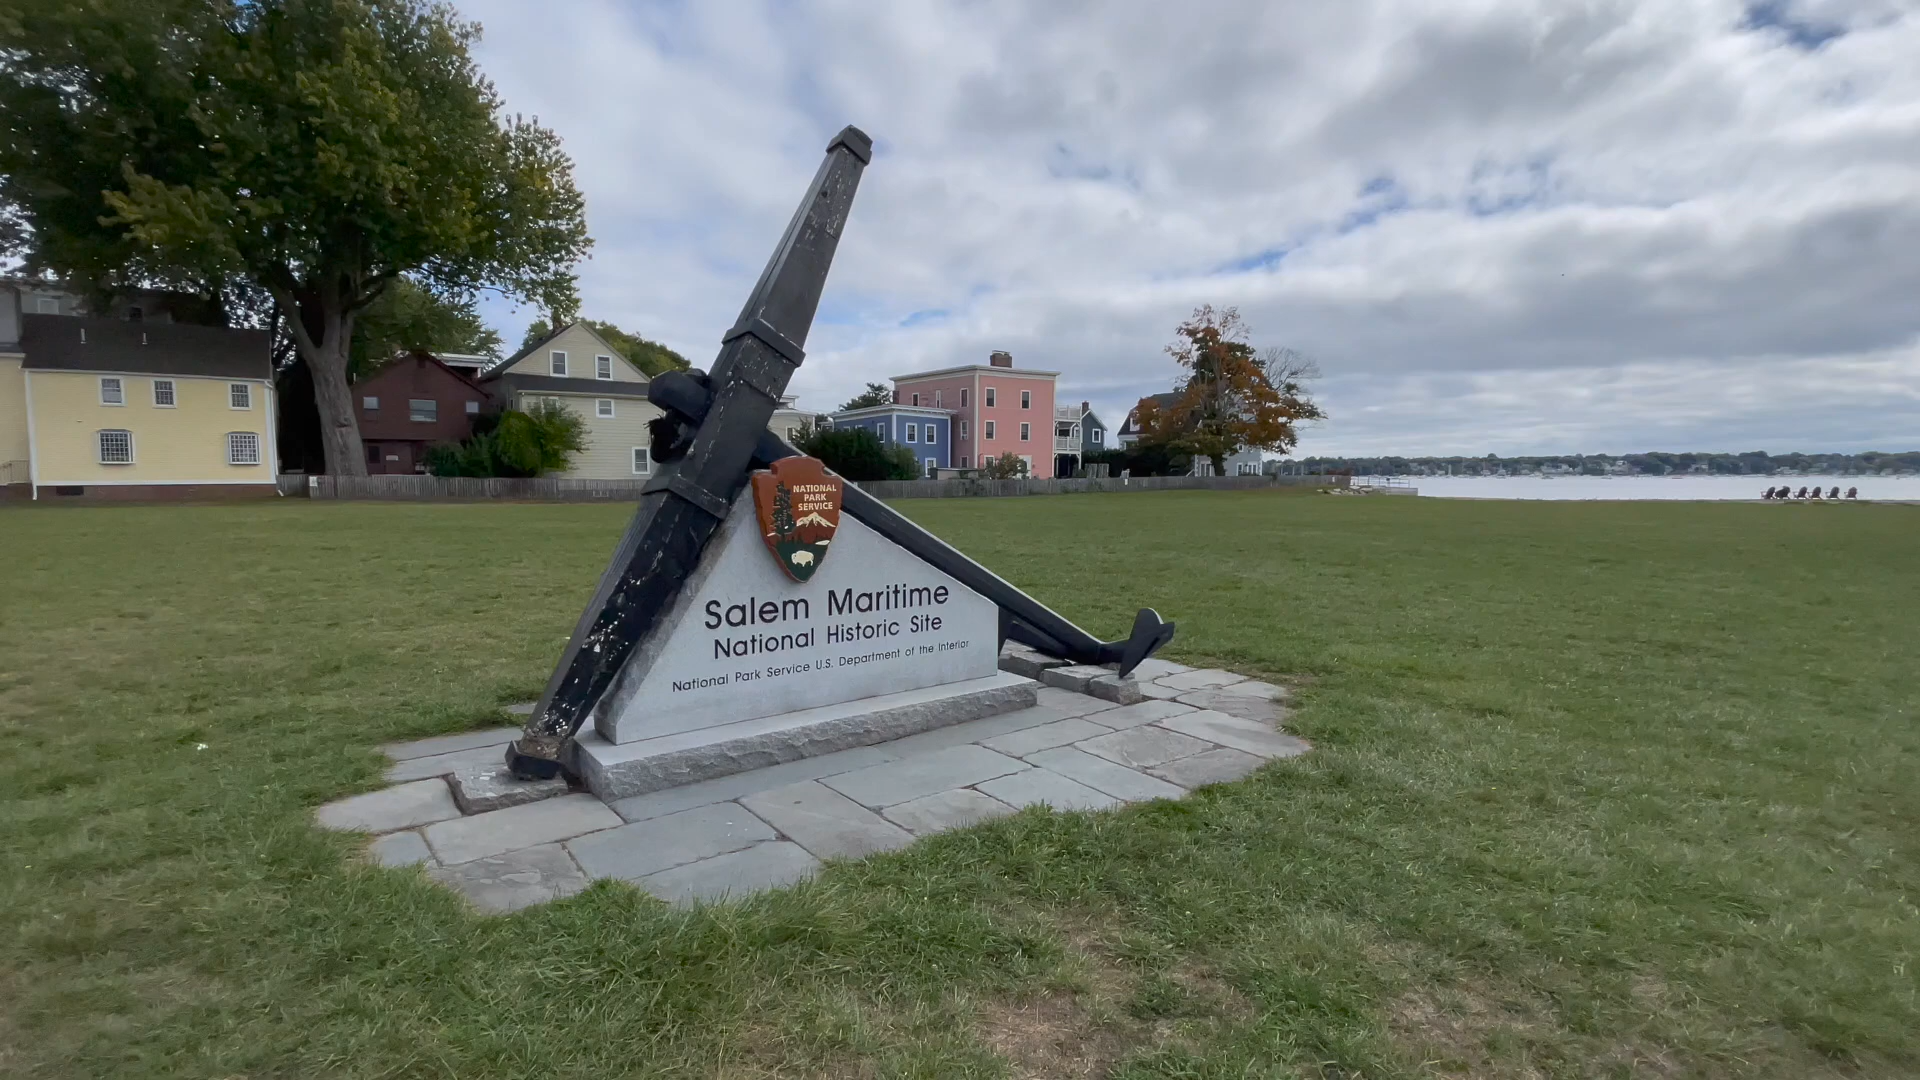 NATIONAL
PARK
SERVICE
Salem Maritime
National Historic Site
National Park Service U.S. Department of the Interior